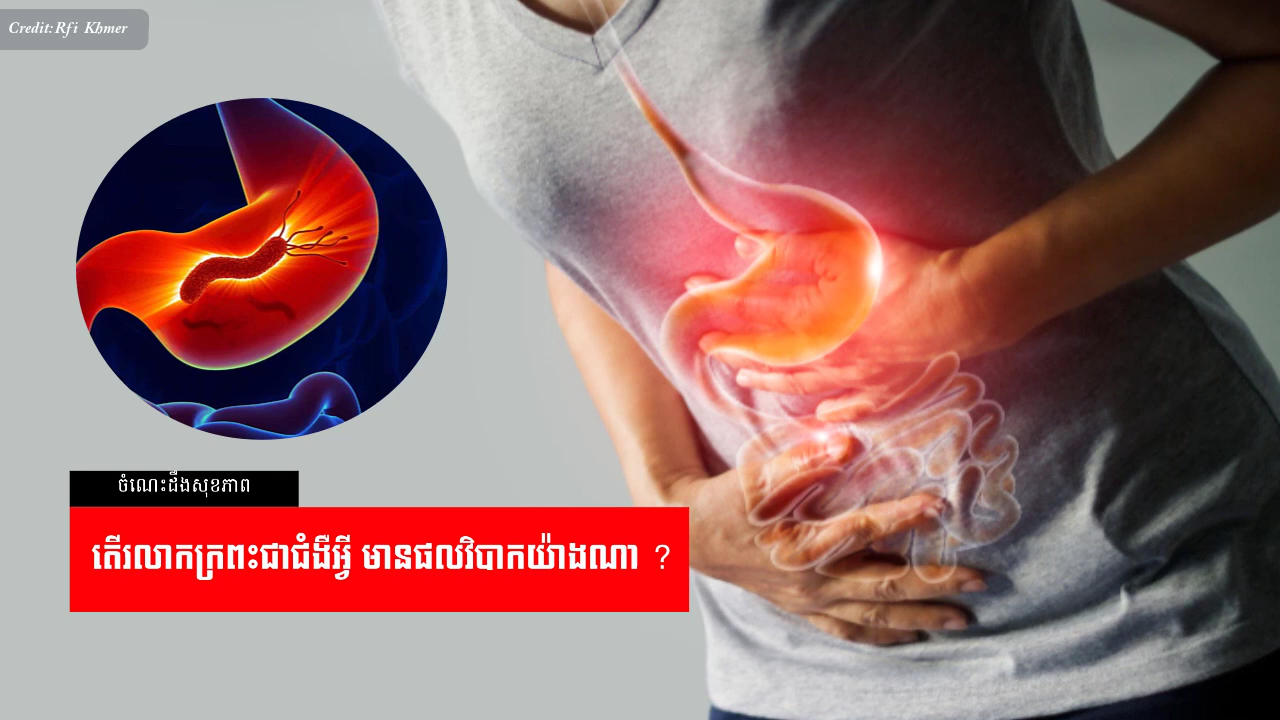 Credit:Rfi Khmer
ចំណេះដឹងសុខភាព
តើរលាកក្រពះជាជំងឺអ្វី មានផលវិបាកយ៉ាងណា ?